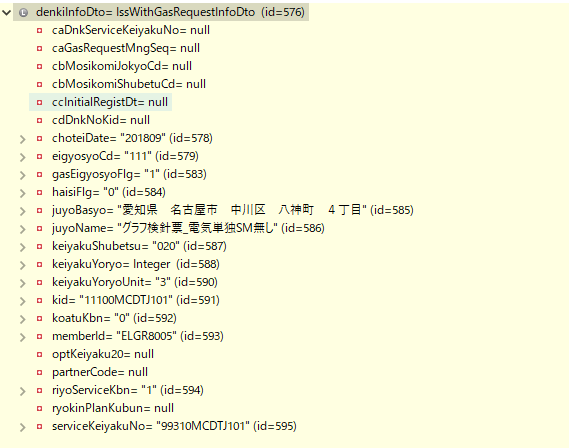 denkiInfoDto= IssWithGasRequestInfoDto (id=576)
caDnkServiceKeiyakuNo= null
caGasRequestMngSeq= null
cbMosikomiJokyoCd= null
cbMosikomiShubetuCd= null
ccInitialRegistDt= null
cdDnkNoKid= null
choteiDate= "201809" (id=578)
eigyosyoCd= "111" (id=579)
gasEigyosyoFlg= "1" (id=583)
haisiFlg= "0" (id=584)
juyoBasyo= "愛知県　名古屋市　中川区　八神町　４丁目" (id=585)
juyoName= "グラフ検針票_電気単独SM無し" (id=586)
keiyakuShubetsu= "020" (id=587)
keiyakuYoryo= Integer (id=588)
keiyakuYoryoUnit= "3" (id=590)
kid= "11100MCDTJ101" (id=591)
koatuKbn= "0" (id=592)
memberId= "ELGR8005" (id=593)
optKeiyaku20= null
partnerCode= null
riyoServiceKbn= "1" (id=594)
ryokinPlanKubun= null
serviceKeiyakuNo= "99310MCDTJ101" (id=595)